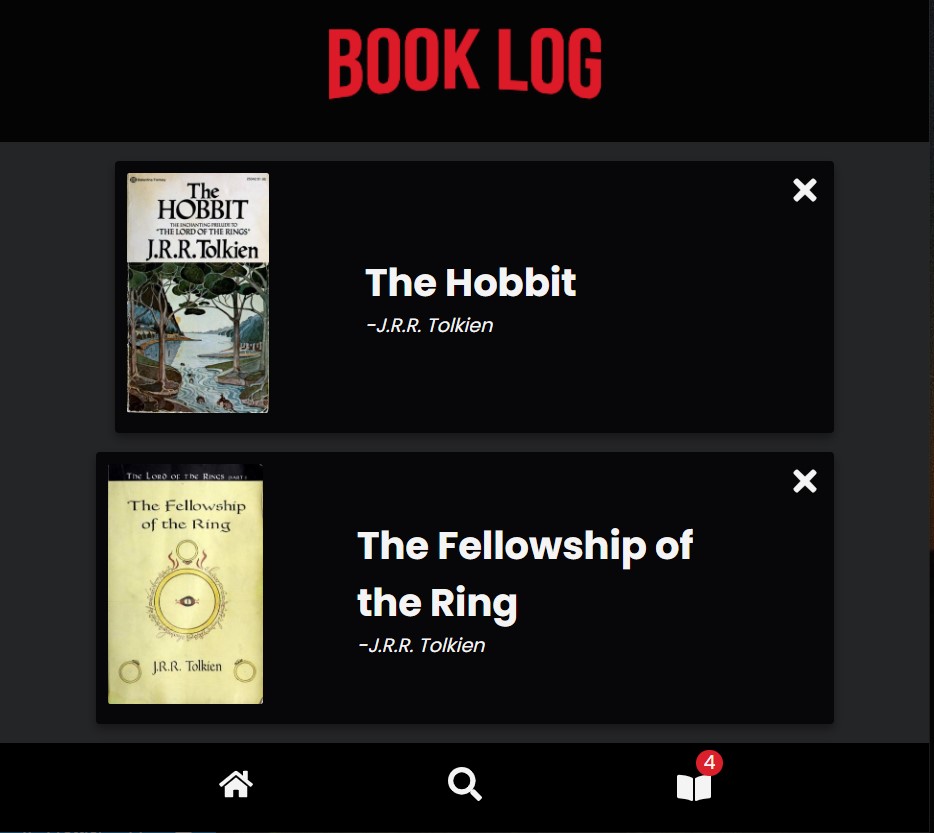 BOOK LOG
The
HOBBIT
THE ENCHANTING PRELUDE TO
"THE LORD OF THE RINGS"
J.R.R.Tolkien
The Hobbit
-J.R.R. Tolkien
The Lord of the Rings PART I
The Fellowship
of the Ring
J.R.R. Tolkien
The Fellowship of
the Ring
-J.R.R. Tolkien
4